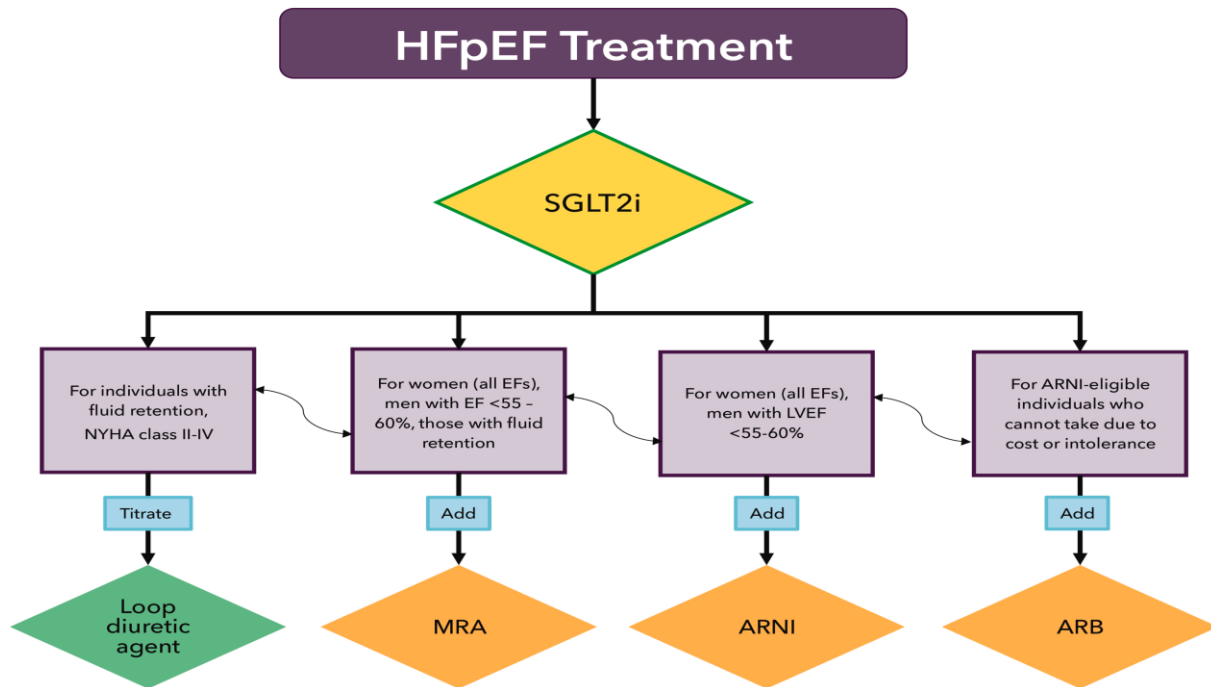 HFpEF Treatment
SGLT2i
For individuals with
fluid retention,
NYHA class II-IV
For women (all EFs),
men with EF <55 –
60%, those with fluid
retention
For women (all EFs),
men with LVEF
<55-60%
For ARNI-eligible
individuals who
cannot take due to
cost or intolerance
Titrate
Add
Add
Add
Loop
diuretic
agent
MRA
ARNI
ARB